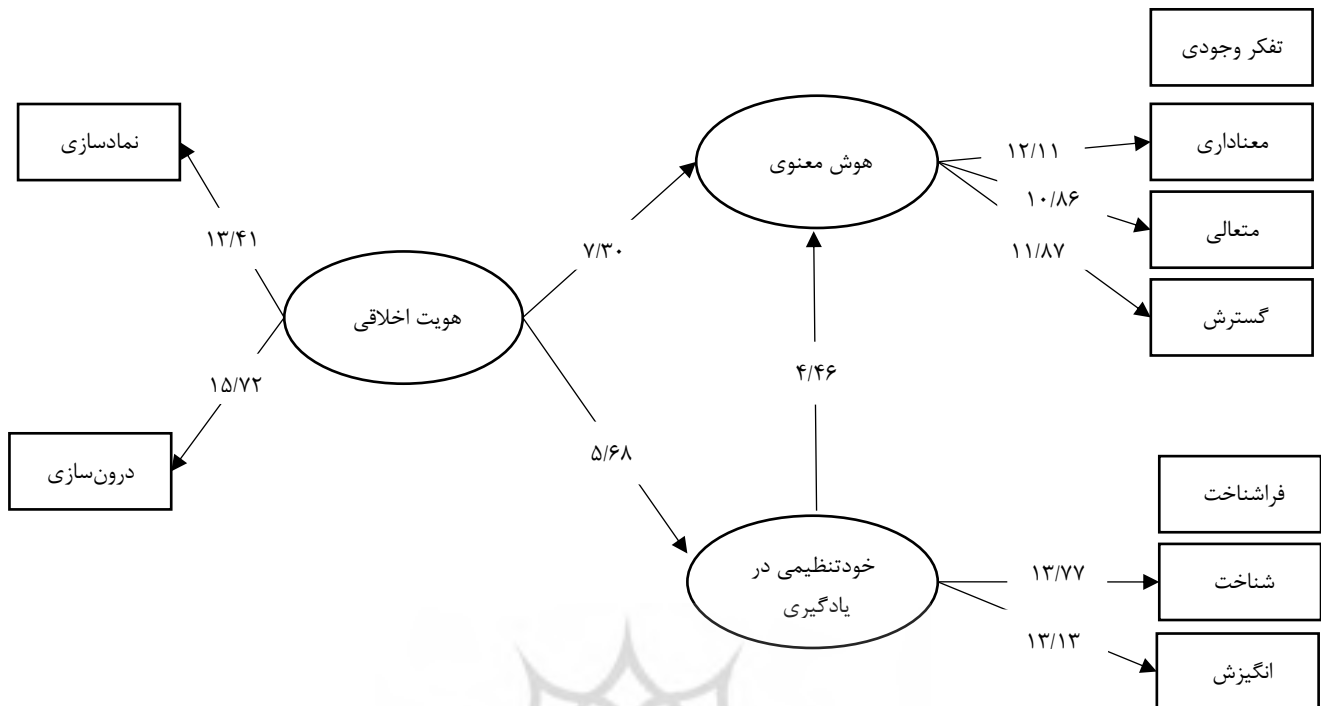 تفکر وجودی
نمادسازی
معناداری
هوش معنوی
۱۲/۱۱
۱۰/۸۶
متعالی
۱۳/۴۱
۷/۳۰
۱۱/۸۷
هویت اخلاقی
گسترش
۴/۴۶
۱۵/۷۲
۵/۶۸
درون‌سازی
فراشناخت
خودتنظیمی در
یادگیری
۱۳/۷۷
شناخت
۱۳/۱۳
انگیزش